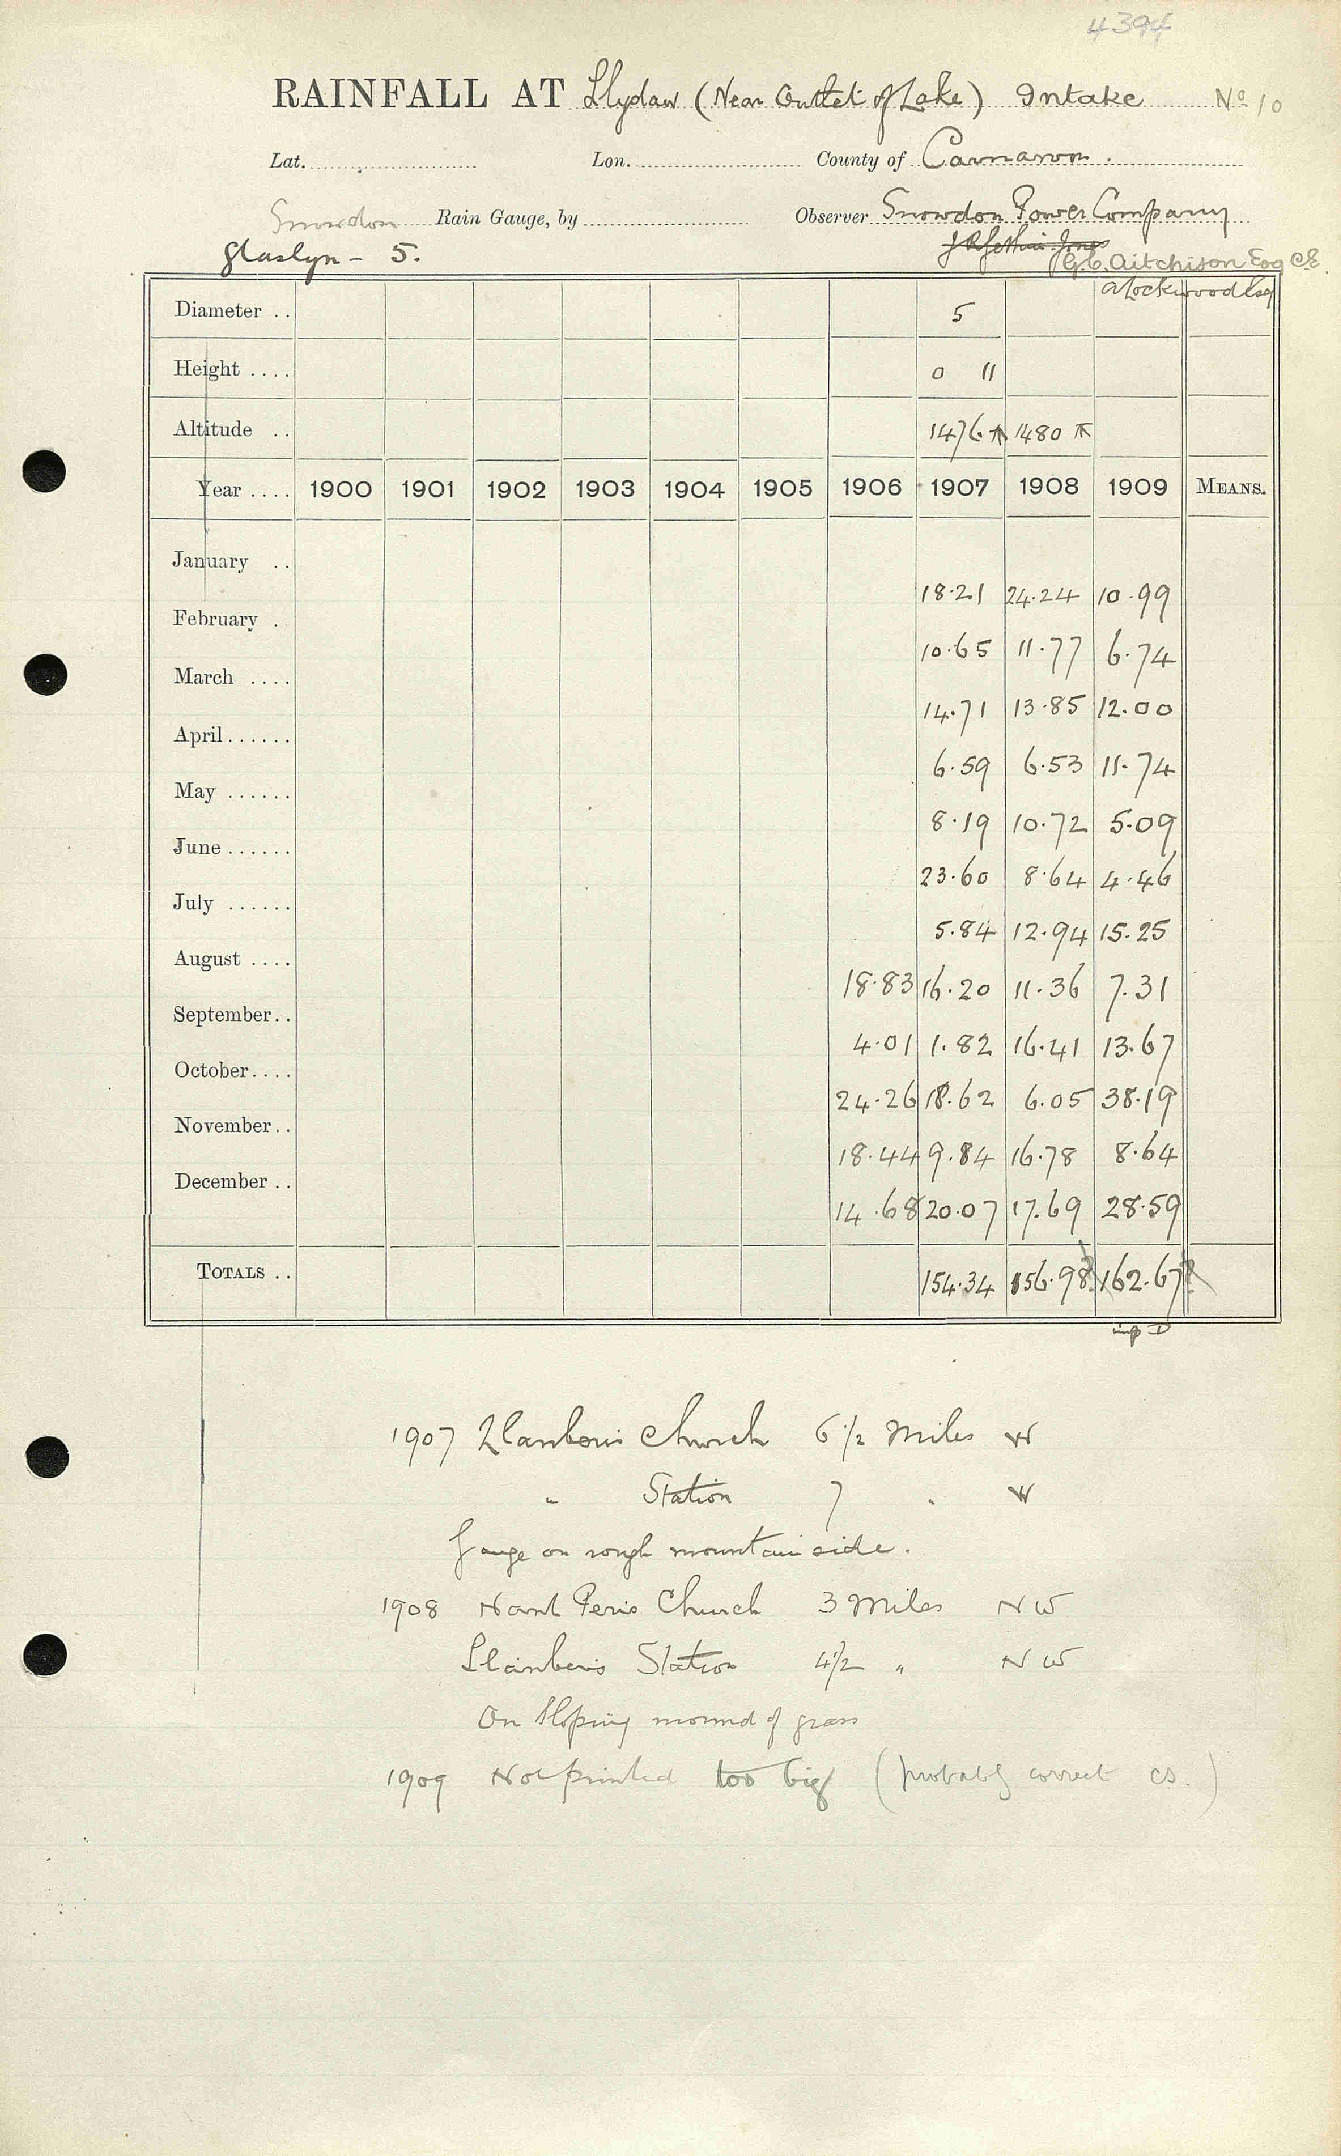 4394
RAINFALL AT Llydaw (Near Outlet of Lake) Intake No 10
Lat. Lon. County of Carnarvon.
Snowdon Rain Gauge, by Observer Snowdon Power Company
Glaslyn - 5.
G.C. Aitchison Esq C.E.
A Lockwood Esq
Diameter .. 5
Height .... 0 11
Altitude .. 1476 1480
Year .... 1900 1901 1902 1903 1904 1905 1906 1907 1908 1909 MEANS.
January ..
18.21 24.24 10.99
February .
10.65 11.77 6.74
March ....
14.71 13.85 12.00
April......
6.59 6.53 11.74
May ......
8.19 10.72 5.09
June ......
23.60 8.64 4.46
July ......
5.84 12.94 15.25
August ....
18.83 16.20 11.36 7.31
September..
4.01 1.82 16.41 13.67
October....
24.26 18.62 6.05 38.19
November..
18.44 9.84 16.78 8.64
December ..
14.68 20.07 17.69 28.59
TOTALS .. 154.34 156.98? 162.67?
1907 Llanberis Church 6 1/2 Miles W
" Station 7 " W
Gauge on rough mountain side.
1908 Nant Peris Church 3 Miles NW
Llanberis Station 4 1/2 " NW
On sloping mound of grass
1909 Not printed too big (probably correct CS.)